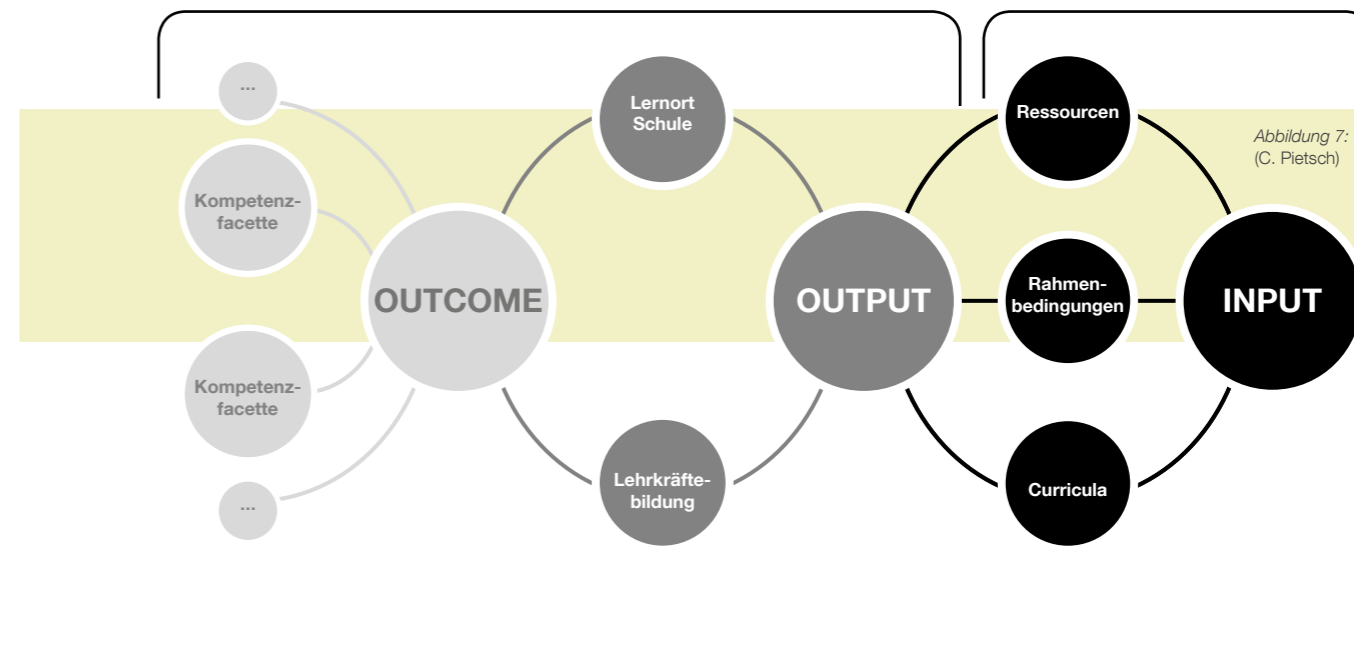 ...
Kompetenz-
facette
Kompetenz-
facette
...
OUTCOME
Lernort
Schule
Lehrkräfte-
bildung
OUTPUT
Ressourcen
Rahmen-
bedingungen
Curricula
INPUT
Abbildung 7:
(C. Pietsch)